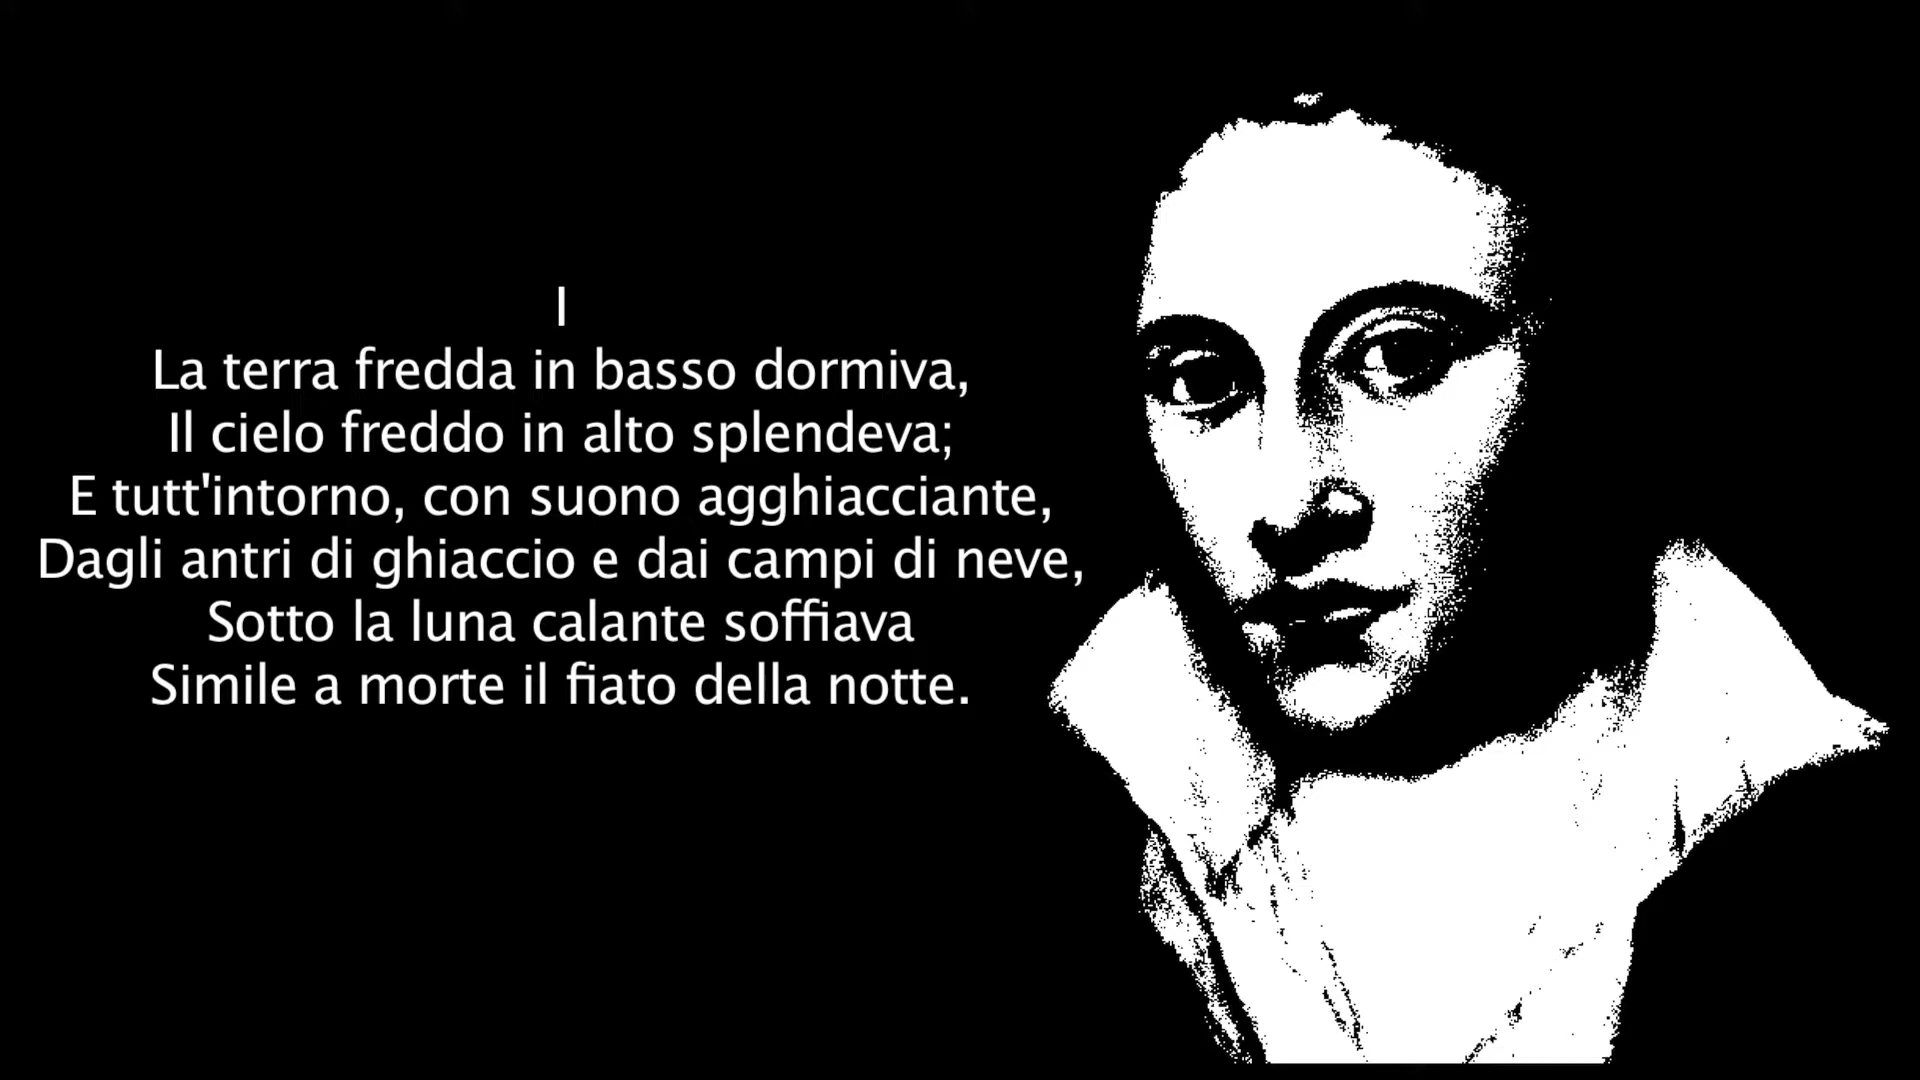 I
La terra fredda in basso dormiva,
Il cielo freddo in alto splendeva;
E tutt'intorno, con suono agghiacciante,
Dagli antri di ghiaccio e dai campi di neve,
Sotto la luna calante soffiava
Simile a morte il fiato della notte.